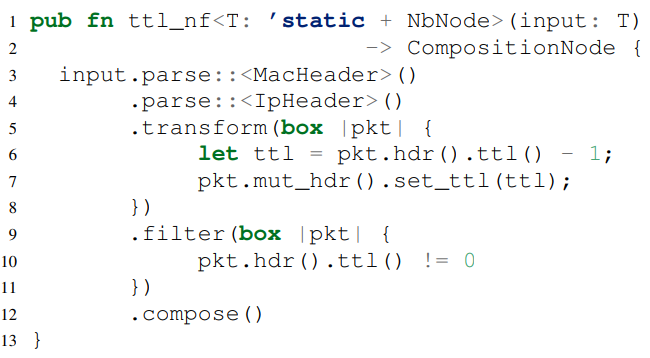 1 pub fn ttl_nf<T: 'static + NbNode>(input: T)
2                       -> CompositionNode {
3   input.parse::<MacHeader>()
4        .parse::<IpHeader>()
5        .transform(box |pkt| {
6            let ttl = pkt.hdr().ttl() - 1;
7            pkt.mut_hdr().set_ttl(ttl);
8        })
9        .filter(box |pkt| {
10            pkt.hdr().ttl() != 0
11        })
12        .compose()
13 }